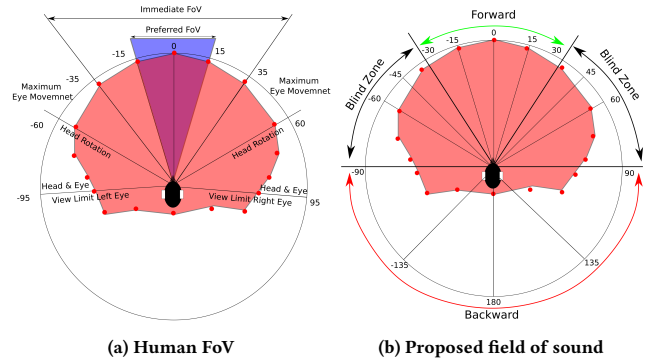 Immediate FoV
Preferred FoV
0
-15
15
-35
35
Maximum
Eye Movemnet
Maximum
Eye Movemnet
-60
60
Head Rotation
Head Rotation
Head & Eye
Head & Eye
-95
View Limit Left Eye
View Limit Right Eye
95
(a) Human FoV
Forward
0
-15
15
-30
30
-45
45
Blind Zone
Blind Zone
-60
60
-90
90
-135
135
180
Backward
(b) Proposed field of sound